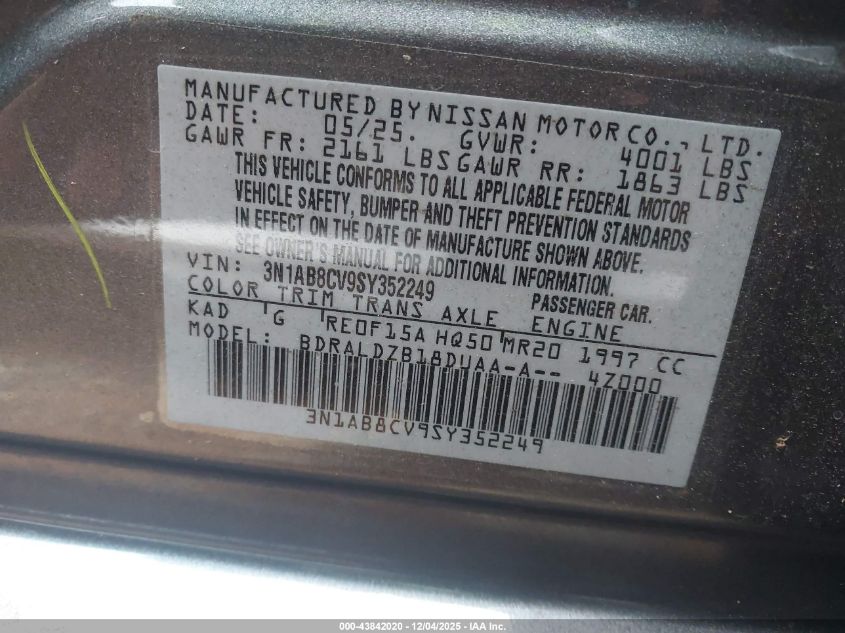 MANUFACTURED BY NISSAN MOTOR CO., LTD.
DATE: 05/25. GVWR: 4001 LBS
GAWR FR: 2161 LBS GAWR RR: 1863 LBS
THIS VEHICLE CONFORMS TO ALL APPLICABLE FEDERAL MOTOR
VEHICLE SAFETY, BUMPER AND THEFT PREVENTION STANDARDS
IN EFFECT ON THE DATE OF MANUFACTURE SHOWN ABOVE.
SEE OWNER'S MANUAL FOR ADDITIONAL INFORMATION.
VIN: 3N1AB8CV9SY352249 PASSENGER CAR.
COLOR TRIM TRANS AXLE ENGINE
KAD G RE0F15A HQ50 MR20 1997 CC
MODEL: BDRALDZB18DUAA-A-- 4Z000
3N1AB8CV9SY352249
000-43842020 - 12/04/2025 - IAA Inc.